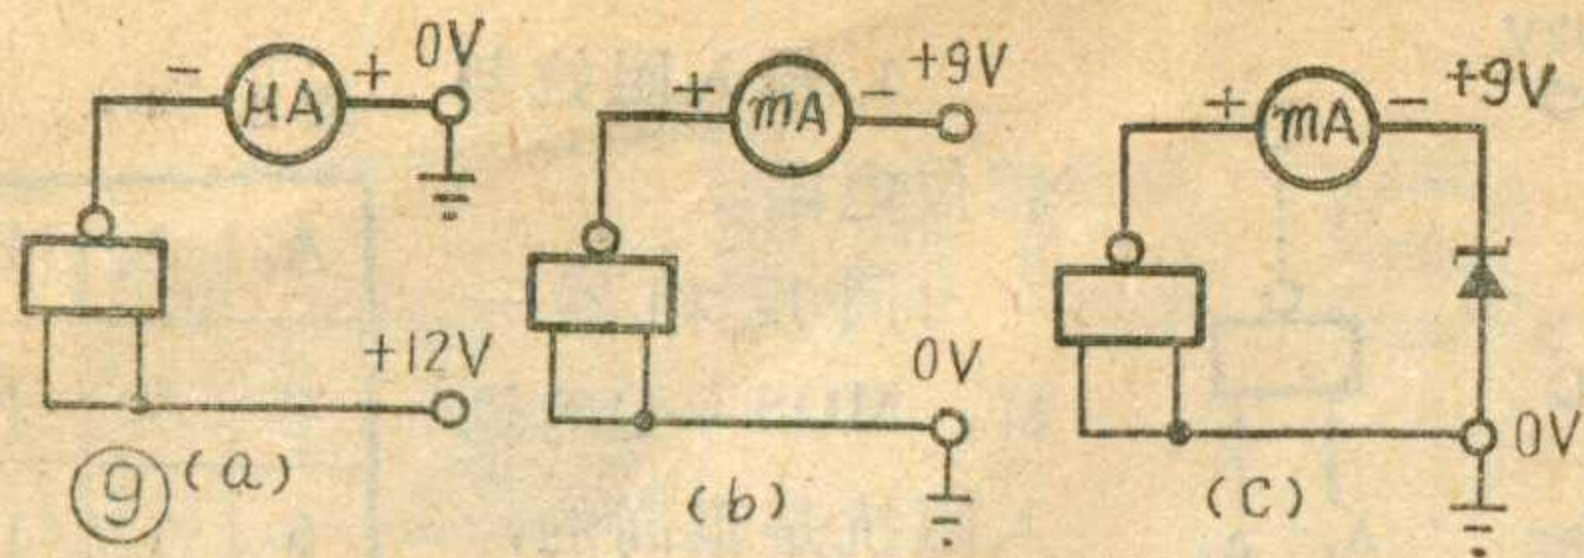 - μA + 0V
+12V
⑨ (a)
+ mA - +9V
0V
(b)
+ mA - +9V
0V
(C)